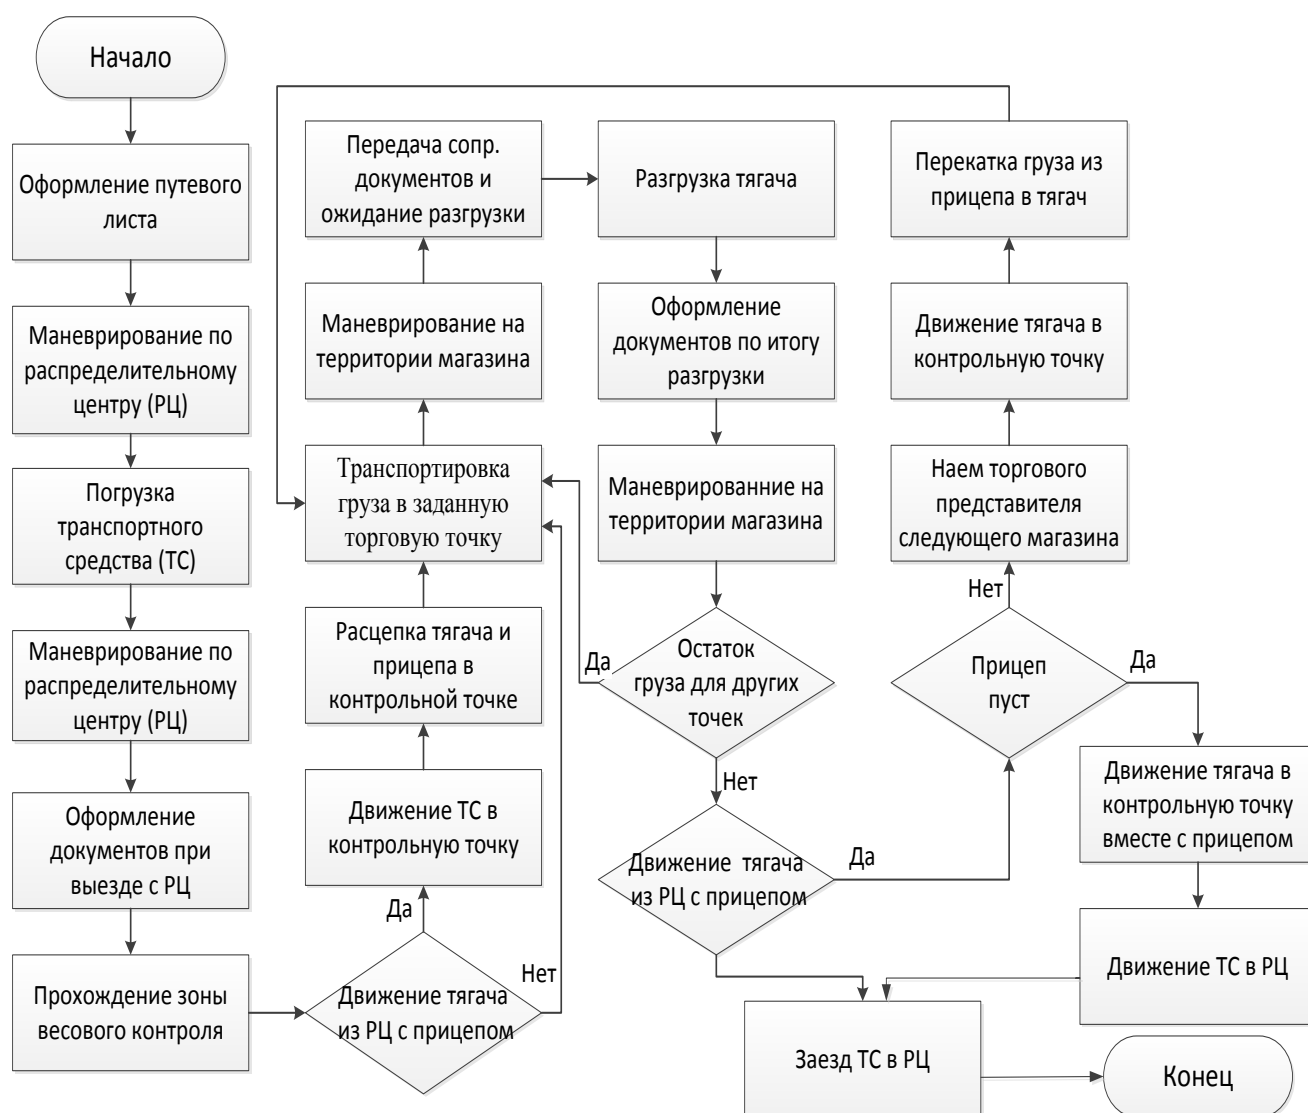 Начало
Оформление путевого
листа
Маневрирование по
распределительному
центру (РЦ)
Погрузка
транспортного
средства (ТС)
Маневрирование по
распределительному
центру (РЦ)
Оформление
документов при
выезде с РЦ
Прохождение зоны
весового контроля
Передача сопр.
документов и
ожидание разгрузки
Маневрирование на
территории магазина
Транспортировка
груза в заданную
торговую точку
Расцепка тягача и
прицепа в
контрольной точке
Движение ТС в
контрольную точку
Да
Нет
Движение тягача
из РЦ с прицепом
Разгрузка тягача
Оформление
документов по итогу
разгрузки
Маневрированние на
территории магазина
Да
Остаток
груза для других
точек
Нет
Движение тягача
из РЦ с прицепом
Да
Заезд ТС в РЦ
Перекатка груза из
прицепа в тягач
Движение тягача в
контрольную точку
Наем торгового
представителя
следующего магазина
Нет
Прицеп
пуст
Да
Движение тягача в
контрольную точку
вместе с прицепом
Движение ТС в РЦ
Конец